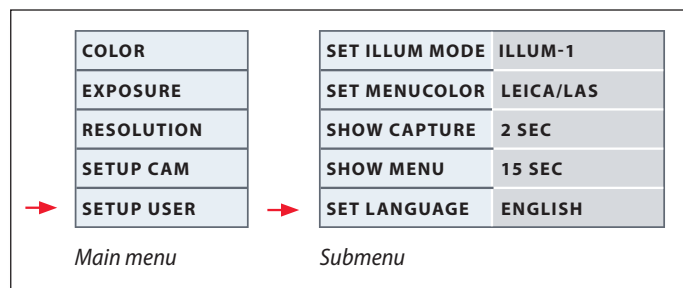 COLOR
EXPOSURE
RESOLUTION
SETUP CAM
SETUP USER
Main menu
SET ILLUM MODE ILLUM-1
SET MENUCOLOR LEICA/LAS
SHOW CAPTURE 2 SEC
SHOW MENU 15 SEC
SET LANGUAGE ENGLISH
Submenu